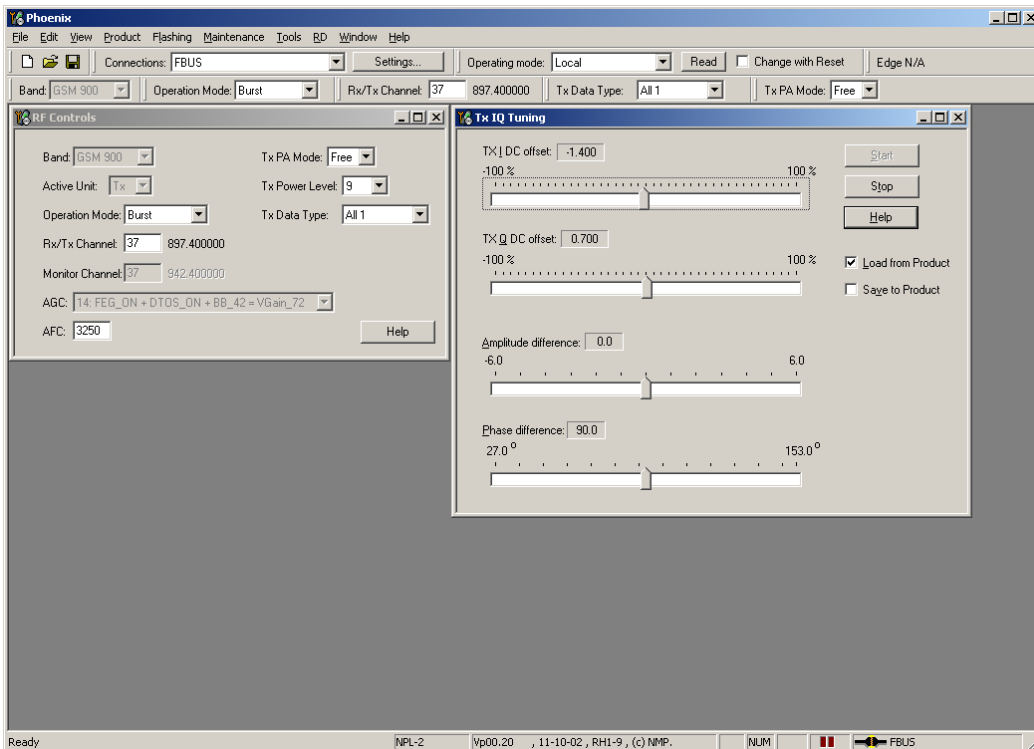 Phoenix
File Edit View Product Flashing Maintenance Tools RD Window Help
Connections: FBUS Settings... Operating mode: Local Read Change with Reset Edge N/A
Band: GSM 900 Operation Mode: Burst Rx/Tx Channel: 37 897.400000 Tx Data Type: All 1 Tx PA Mode: Free
RF Controls
Band: GSM 900 Tx PA Mode: Free
Active Unit: Tx Tx Power Level: 9
Operation Mode: Burst Tx Data Type: All 1
Rx/Tx Channel: 37 897.400000
Monitor Channel: 37 942.400000
AGC: 14: FEG_ON + DTOS_ON + BB_42 = VGain_72
AFC: 3250 Help
Tx IQ Tuning
TX I DC offset: -1.400
-100 % 100 %
Start
Stop
Help
TX Q DC offset: 0.700
-100 % 100 %
Load from Product
Save to Product
Amplitude difference: 0.0
-6.0 6.0
Phase difference: 90.0
27.0 o 153.0 o
Ready NPL-2 Vp00.20 , 11-10-02 , RH1-9 , (c) NMP. NUM FBUS